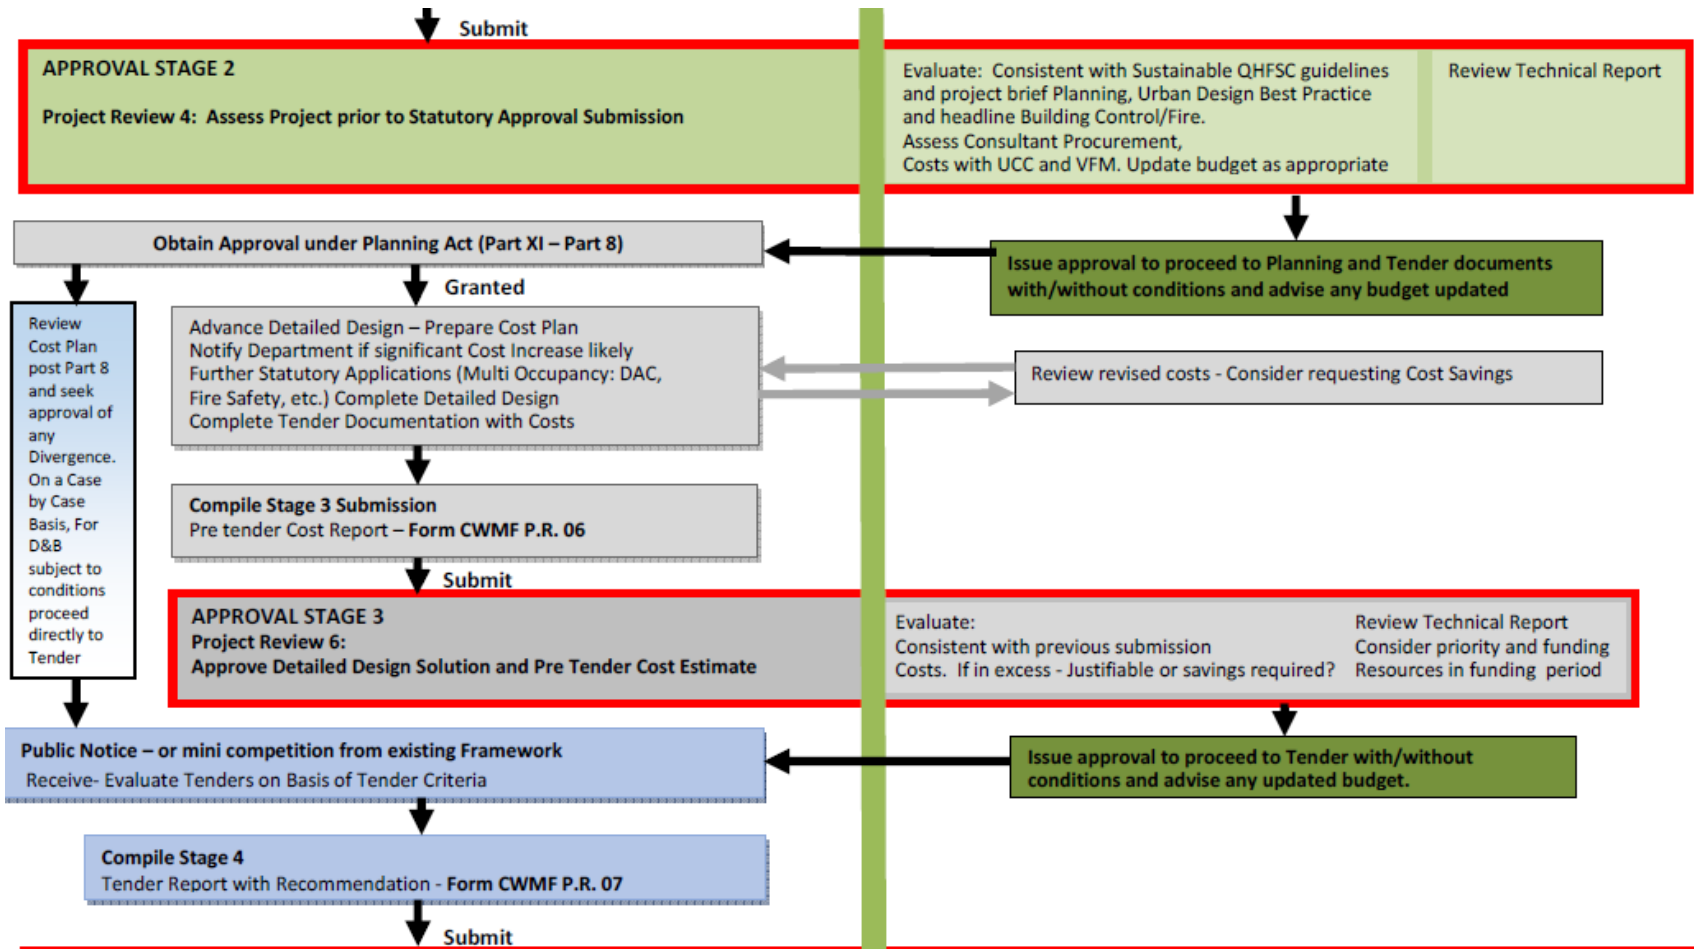 Submit
APPROVAL STAGE 2
Project Review 4:  Assess Project prior to Statutory Approval Submission
Evaluate:  Consistent with Sustainable QHFSC guidelines
and project brief Planning, Urban Design Best Practice
and headline Building Control/Fire.
Assess Consultant Procurement,
Costs with UCC and VFM. Update budget as appropriate
Review Technical Report
Obtain Approval under Planning Act (Part XI – Part 8)
Issue approval to proceed to Planning and Tender documents
with/without conditions and advise any budget updated
Granted
Review
Cost Plan
post Part 8
and seek
approval of
any
Divergence.
On a Case
by Case
Basis, For
D&B
subject to
conditions
proceed
directly to
Tender
Advance Detailed Design – Prepare Cost Plan
Notify Department if significant Cost Increase likely
Further Statutory Applications (Multi Occupancy: DAC,
Fire Safety, etc.) Complete Detailed Design
Complete Tender Documentation with Costs
Review revised costs - Consider requesting Cost Savings
Compile Stage 3 Submission
Pre tender Cost Report – Form CWMF P.R. 06
Submit
APPROVAL STAGE 3
Project Review 6:
Approve Detailed Design Solution and Pre Tender Cost Estimate
Evaluate:
Consistent with previous submission
Costs.  If in excess - Justifiable or savings required?
Review Technical Report
Consider priority and funding
Resources in funding  period
Public Notice – or mini competition from existing Framework
Receive- Evaluate Tenders on Basis of Tender Criteria
Issue approval to proceed to Tender with/without
conditions and advise any updated budget.
Compile Stage 4
Tender Report with Recommendation - Form CWMF P.R. 07
Submit